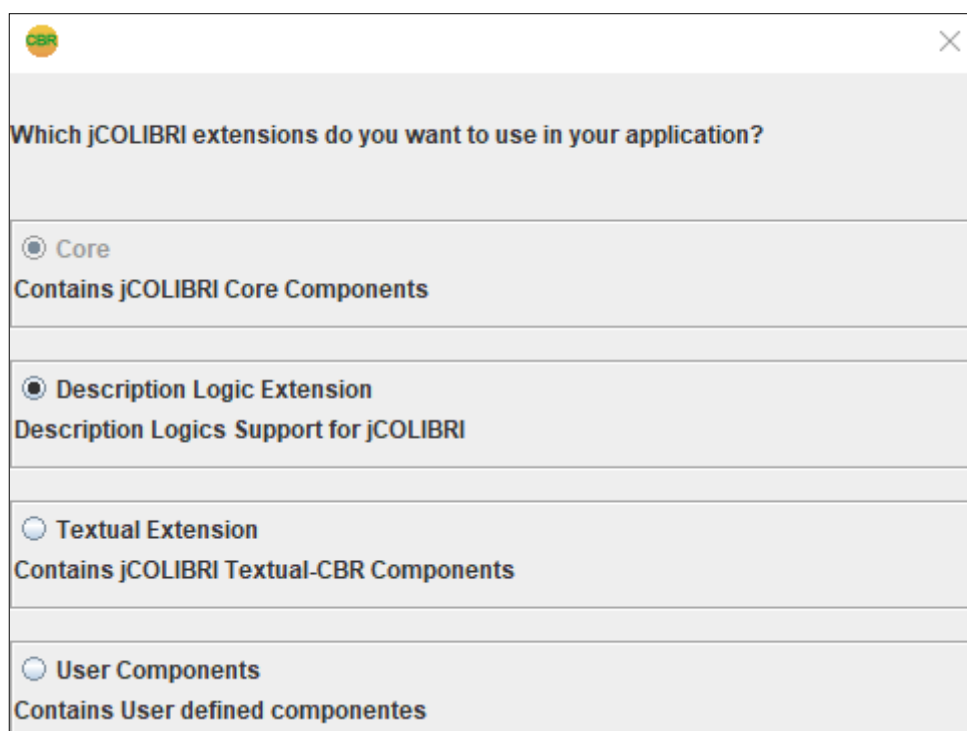 CBR
Which jCOLIBRI extensions do you want to use in your application?
Core
Contains jCOLIBRI Core Components
Description Logic Extension
Description Logics Support for jCOLIBRI
Textual Extension
Contains jCOLIBRI Textual-CBR Components
User Components
Contains User defined componentes